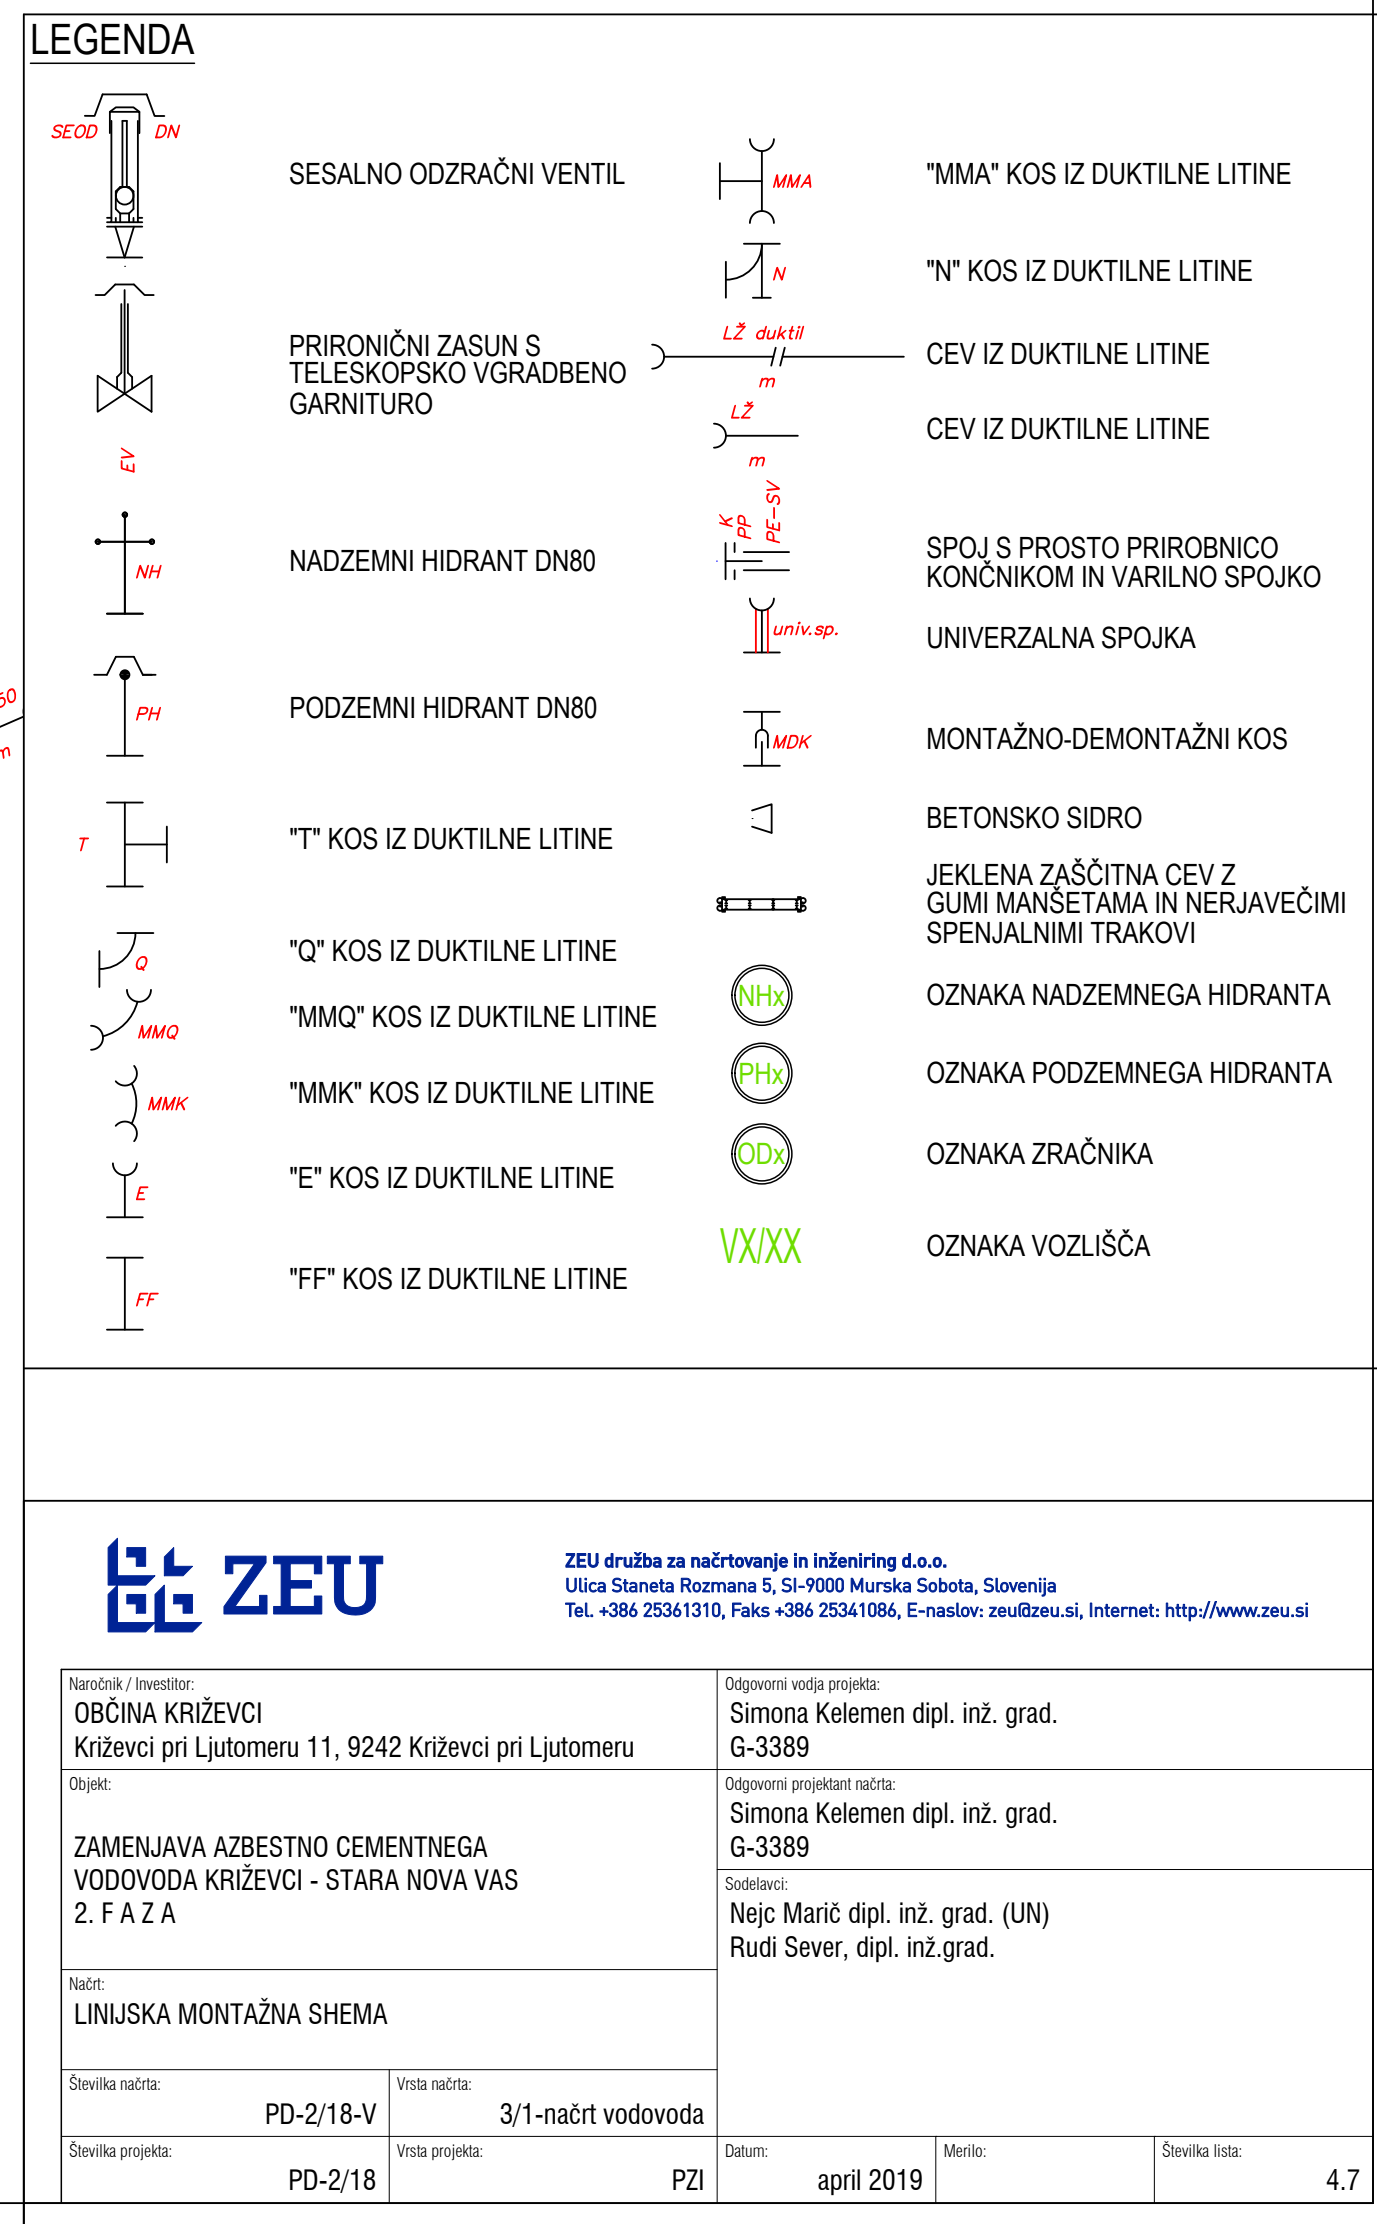 LEGENDA
SEOD DN
SESALNO ODZRAČNI VENTIL
PRIRONIČNI ZASUN S
TELESKOPSKO VGRADBENO
GARNITURO
EV
NH
NADZEMNI HIDRANT DN80
PH
PODZEMNI HIDRANT DN80
T
"T" KOS IZ DUKTILNE LITINE
Q
"Q" KOS IZ DUKTILNE LITINE
MMQ
"MMQ" KOS IZ DUKTILNE LITINE
MMK
"MMK" KOS IZ DUKTILNE LITINE
E
"E" KOS IZ DUKTILNE LITINE
FF
"FF" KOS IZ DUKTILNE LITINE
MMA
"MMA" KOS IZ DUKTILNE LITINE
N
"N" KOS IZ DUKTILNE LITINE
LŽ duktil
m
CEV IZ DUKTILNE LITINE
LŽ
m
CEV IZ DUKTILNE LITINE
K
PP
PE-SV
SPOJ S PROSTO PRIROBNICO
KONČNIKOM IN VARILNO SPOJKO
univ.sp.
UNIVERZALNA SPOJKA
MDK
MONTAŽNO-DEMONTAŽNI KOS
BETONSKO SIDRO
JEKLENA ZAŠČITNA CEV Z
GUMI MANŠETAMA IN NERJAVEČIMI
SPENJALNIMI TRAKOVI
NHx
OZNAKA NADZEMNEGA HIDRANTA
PHx
OZNAKA PODZEMNEGA HIDRANTA
ODx
OZNAKA ZRAČNIKA
VX/XX
OZNAKA VOZLIŠČA
ZEU
ZEU družba za načrtovanje in inženiring d.o.o.
Ulica Staneta Rozmana 5, SI-9000 Murska Sobota, Slovenija
Tel. +386 25361310, Faks +386 25341086, E-naslov: zeu@zeu.si, Internet: http://www.zeu.si
Naročnik / Investitor:
OBČINA KRIŽEVCI
Križevci pri Ljutomeru 11, 9242 Križevci pri Ljutomeru
Odgovorni vodja projekta:
Simona Kelemen dipl. inž. grad.
G-3389
Objekt:
ZAMENJAVA AZBESTNO CEMENTNEGA
VODOVODA KRIŽEVCI - STARA NOVA VAS
2. F A Z A
Odgovorni projektant načrta:
Simona Kelemen dipl. inž. grad.
G-3389
Sodelavci:
Nejc Marič dipl. inž. grad. (UN)
Rudi Sever, dipl. inž.grad.
Načrt:
LINIJSKA MONTAŽNA SHEMA
Številka načrta:
PD-2/18-V
Vrsta načrta:
3/1-načrt vodovoda
Številka projekta:
PD-2/18
Vrsta projekta:
PZI
Datum:
april 2019
Merilo:
Številka lista:
4.7